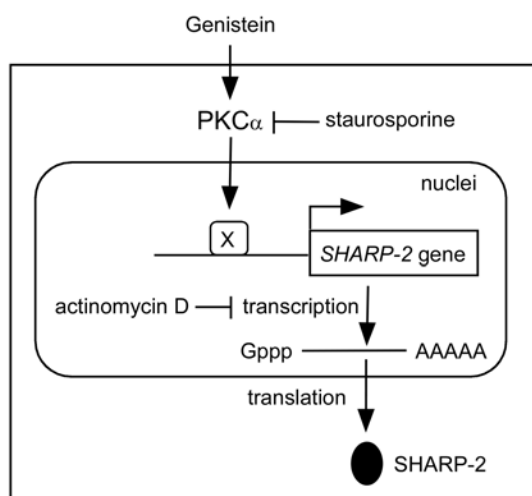 Genistein
PKCα
staurosporine
nuclei
X
SHARP-2 gene
actinomycin D
transcription
Gppp
AAAAA
translation
SHARP-2